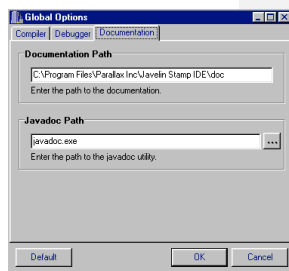 Global Options
Compiler Debugger Documentation
Documentation Path
C:\Program Files\Parallax Inc\Javelin Stamp IDE\doc
Enter the path to the documentation.
Javadoc Path
javadoc.exe
...
Enter the path to the javadoc utility.
Default OK Cancel